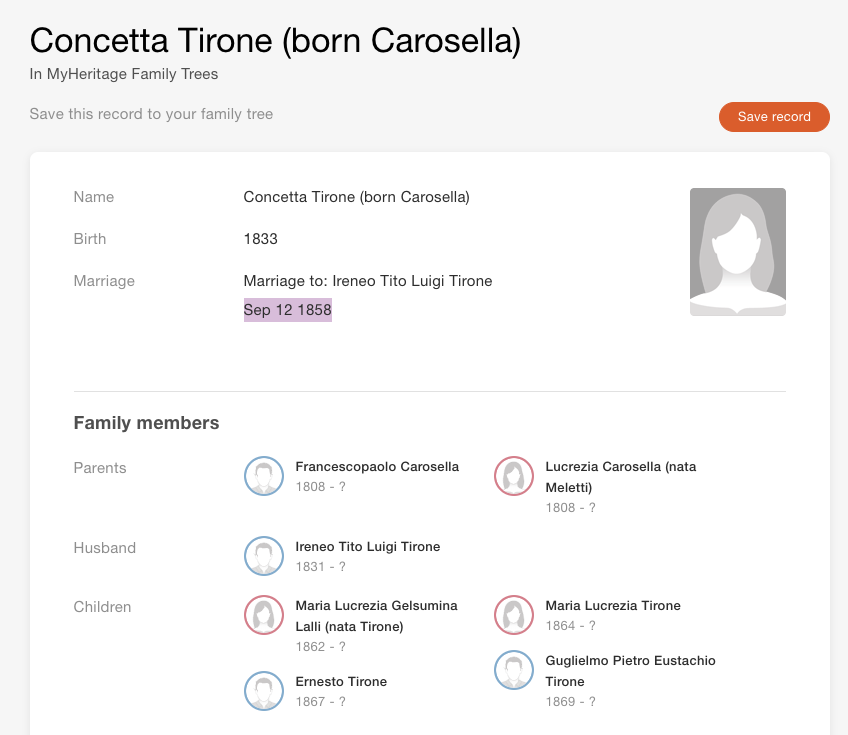 Concetta Tirone (born Carosella)
In MyHeritage Family Trees
Save this record to your family tree
Save record
Name
Concetta Tirone (born Carosella)
Birth
1833
Marriage
Marriage to: Ireneo Tito Luigi Tirone
Sep 12 1858
Family members
Parents
Francescopaolo Carosella
1808 - ?
Lucrezia Carosella (nata
Meletti)
1808 - ?
Husband
Ireneo Tito Luigi Tirone
1831 - ?
Children
Maria Lucrezia Gelsumina
Lalli (nata Tirone)
1862 - ?
Maria Lucrezia Tirone
1864 - ?
Ernesto Tirone
1867 - ?
Guglielmo Pietro Eustachio
Tirone
1869 - ?